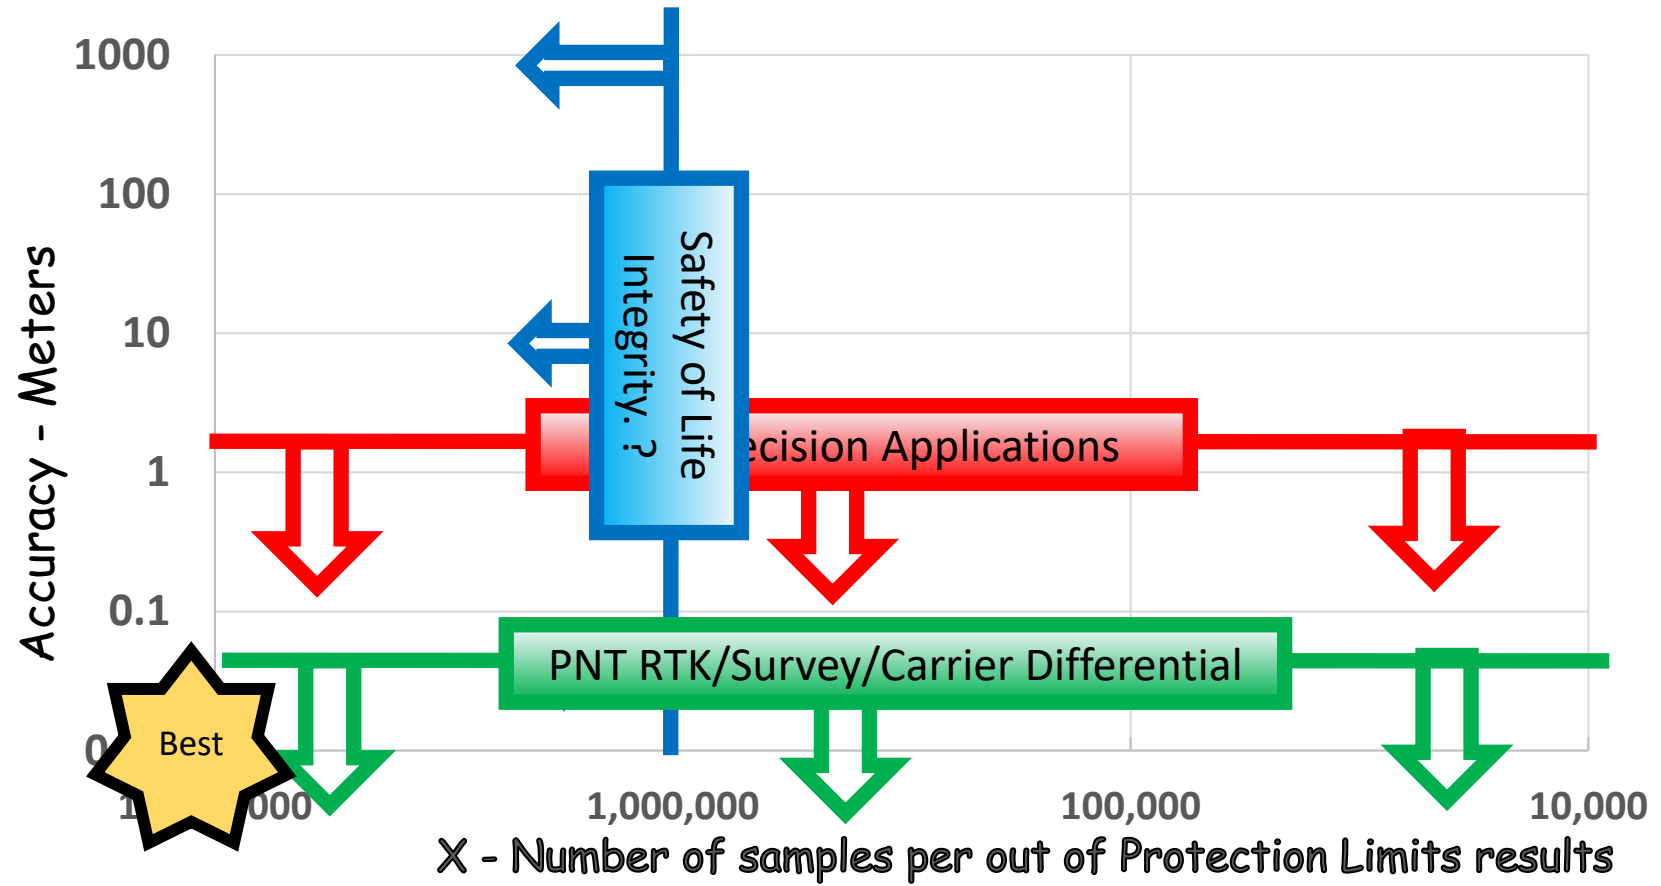 1000
100
10
1
0.1
Accuracy - Meters
Safety of Life
Integrity. ?
Applications
PNT RTK/Survey/Carrier Differential
Best
1,000,000
100,000
10,000
X - Number of samples per out of Protection Limits results